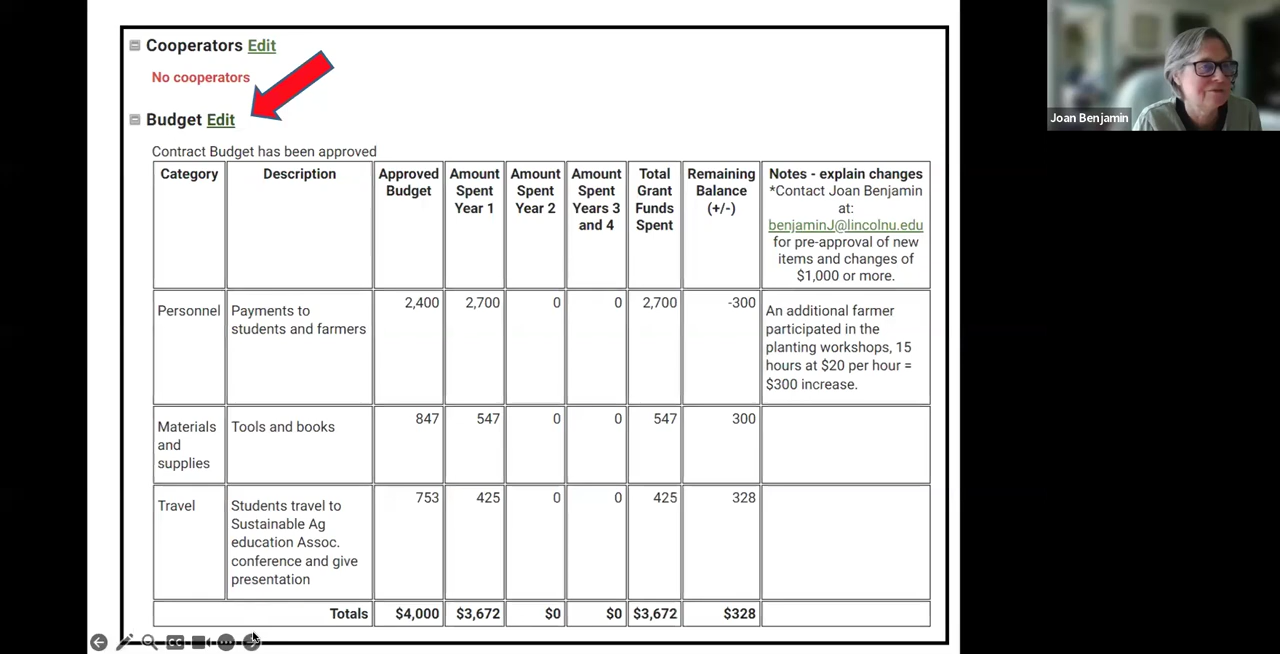 Cooperators Edit
No cooperators
Budget Edit
Contract Budget has been approved
Category
Description
Approved
Budget
Amount
Spent
Year 1
Amount
Spent
Year 2
Amount
Spent
Years 3
and 4
Total
Grant
Funds
Spent
Remaining
Balance
(+/-)
Notes - explain changes
*Contact Joan Benjamin
at:
benjaminJ@lincolnu.edu
for pre-approval of new
items and changes of
$1,000 or more.
Personnel
Payments to
students and farmers
2,400
2,700
0
0
2,700
-300
An additional farmer
participated in the
planting workshops, 15
hours at $20 per hour =
$300 increase.
Materials
and
supplies
Tools and books
847
547
0
0
547
300
Travel
Students travel to
Sustainable Ag
education Assoc.
conference and give
presentation
753
425
0
0
425
328
Totals
$4,000
$3,672
$0
$0
$3,672
$328
CC
Joan Benjamin